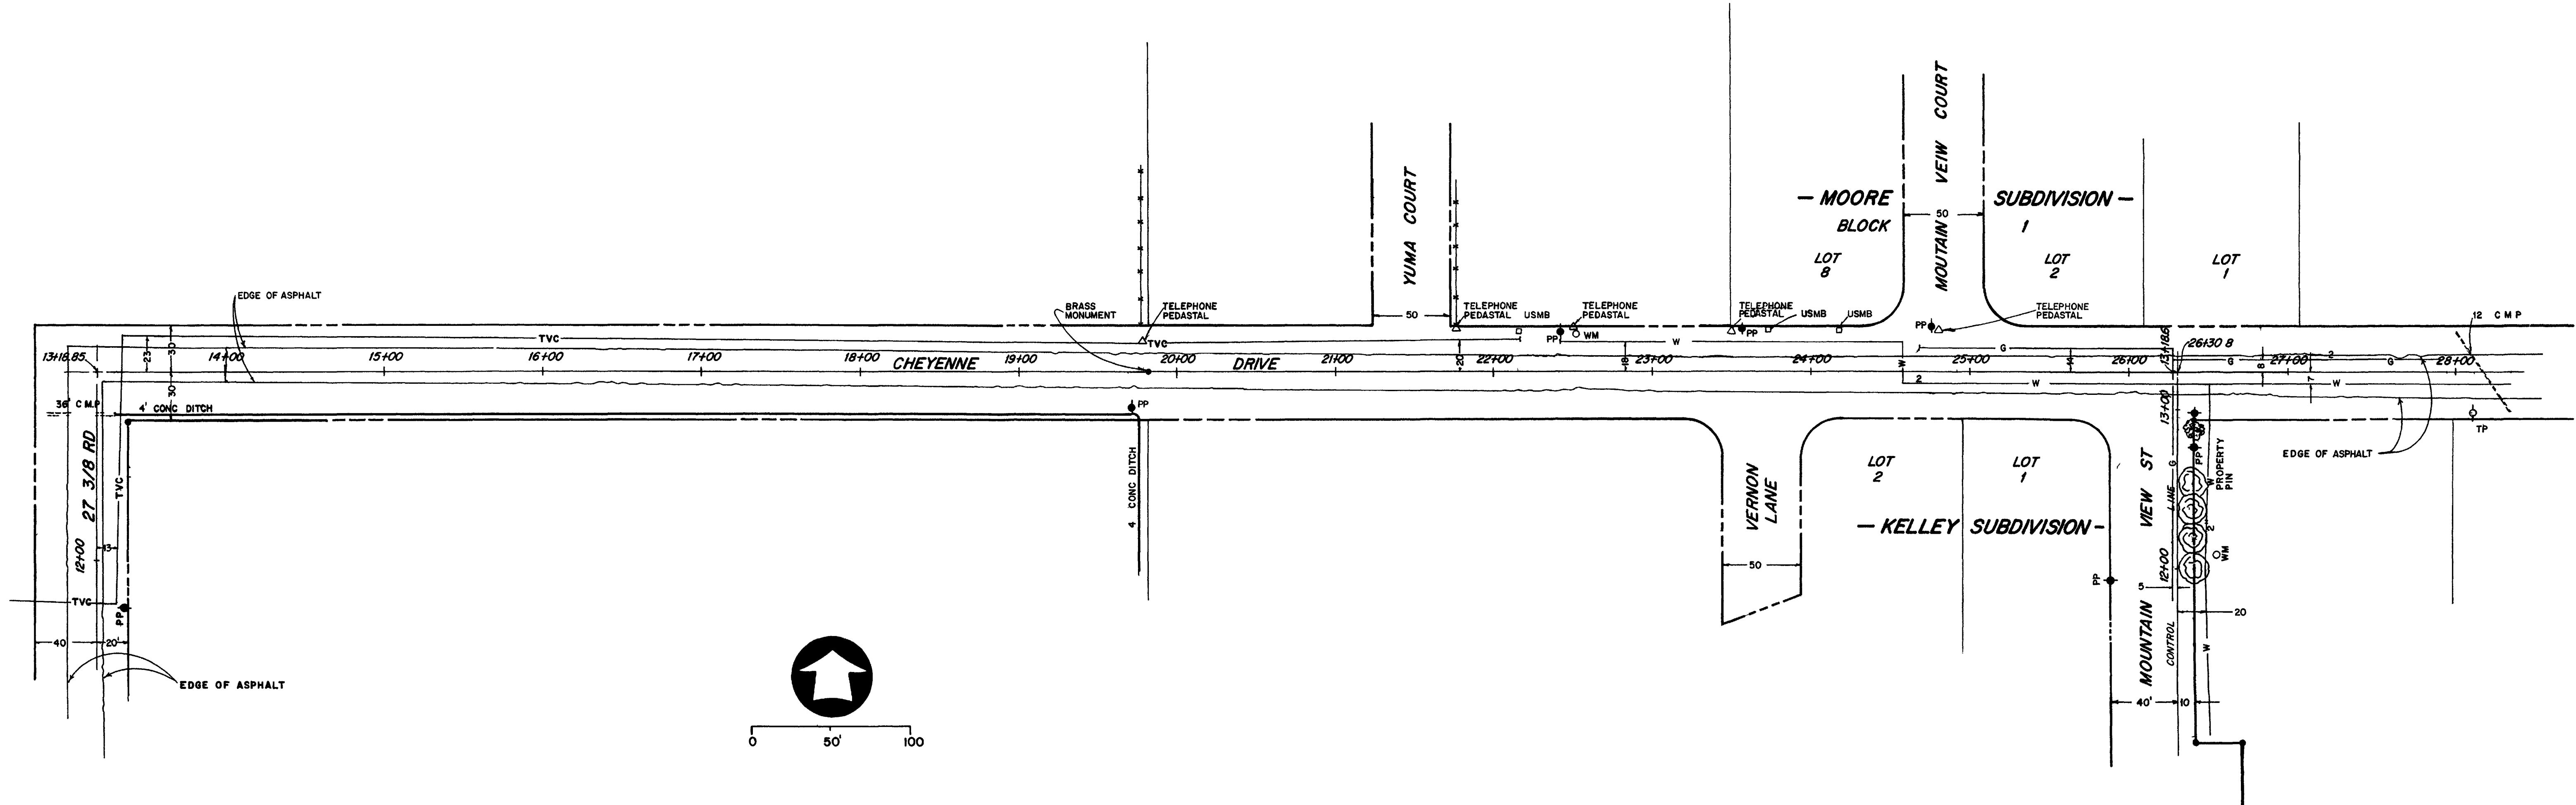 MOUTAIN VEIW COURT
YUMA COURT
— MOORE SUBDIVISION —
BLOCK 1
50
LOT
8
LOT
2
LOT
1
EDGE OF ASPHALT
BRASS
MONUMENT
TELEPHONE
PEDASTAL
50
TELEPHONE
PEDASTAL
USMB
TELEPHONE
PEDASTAL
PP
WM
TELEPHONE
PEDASTAL
PP
USMB
USMB
PP
TELEPHONE
PEDASTAL
12 C M P
TVC
TVC
W
G
W
13+18.85
23
30
30
14+00
15+00
16+00
17+00
18+00
CHEYENNE
19+00
20+00
DRIVE
21+00
20
22+00
23+00
24+00
25+00
14
26+00
13+18.6
26+30 8
G
8
27+00
7
2
G
28+00
2
W
W
36" C M.P
4' CONC DITCH
PP
4 CONC DITCH
13+00
TP
EDGE OF ASPHALT
27 3/8 RD
12+00
13
TVC
TVC
PP
40
20'
EDGE OF ASPHALT
VERNON
LANE
50
LOT
2
LOT
1
— KELLEY SUBDIVISION —
PP
MOUNTAIN VIEW ST
CONTROL LINE
G
12+00
PP
PROPERTY
PIN
W
2
WM
5
20
W
40'
10
0 50' 100